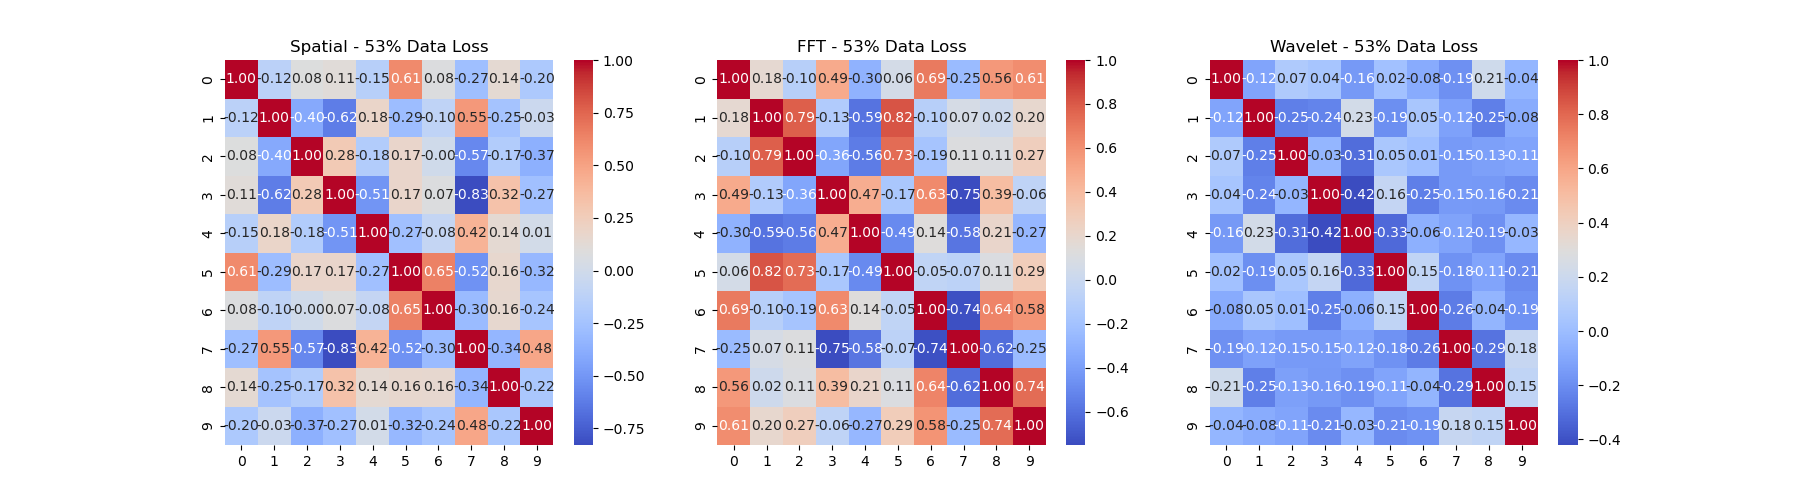 Spatial - 53% Data Loss
0 1.00 -0.12 0.08 0.11 -0.15 0.61 0.08 -0.27 0.14 -0.20
1 -0.12 1.00 -0.40 -0.62 0.18 -0.29 -0.10 0.55 -0.25 -0.03
2 0.08 -0.40 1.00 0.28 -0.18 0.17 -0.00 -0.57 -0.17 -0.37
3 0.11 -0.62 0.28 1.00 -0.51 0.17 0.07 -0.83 0.32 -0.27
4 -0.15 0.18 -0.18 -0.51 1.00 -0.27 -0.08 0.42 0.14 0.01
5 0.61 -0.29 0.17 0.17 -0.27 1.00 0.65 -0.52 0.16 -0.32
6 0.08 -0.10 -0.00 0.07 -0.08 0.65 1.00 -0.30 0.16 -0.24
7 -0.27 0.55 -0.57 -0.83 0.42 -0.52 -0.30 1.00 -0.34 0.48
8 0.14 -0.25 -0.17 0.32 0.14 0.16 0.16 -0.34 1.00 -0.22
9 -0.20 -0.03 -0.37 -0.27 0.01 -0.32 -0.24 0.48 -0.22 1.00
0 1 2 3 4 5 6 7 8 9
1.00
0.75
0.50
0.25
0.00
−0.25
−0.50
−0.75
FFT - 53% Data Loss
0 1.00 0.18 -0.10 0.49 -0.30 0.06 0.69 -0.25 0.56 0.61
1 0.18 1.00 0.79 -0.13 -0.59 0.82 -0.10 0.07 0.02 0.20
2 -0.10 0.79 1.00 -0.36 -0.56 0.73 -0.19 0.11 0.11 0.27
3 0.49 -0.13 -0.36 1.00 0.47 -0.17 0.63 -0.75 0.39 -0.06
4 -0.30 -0.59 -0.56 0.47 1.00 -0.49 0.14 -0.58 0.21 -0.27
5 0.06 0.82 0.73 -0.17 -0.49 1.00 -0.05 -0.07 0.11 0.29
6 0.69 -0.10 -0.19 0.63 0.14 -0.05 1.00 -0.74 0.64 0.58
7 -0.25 0.07 0.11 -0.75 -0.58 -0.07 -0.74 1.00 -0.62 -0.25
8 0.56 0.02 0.11 0.39 0.21 0.11 0.64 -0.62 1.00 0.74
9 0.61 0.20 0.27 -0.06 -0.27 0.29 0.58 -0.25 0.74 1.00
0 1 2 3 4 5 6 7 8 9
1.0
0.8
0.6
0.4
0.2
0.0
−0.2
−0.4
−0.6
Wavelet - 53% Data Loss
0 1.00 -0.12 0.07 0.04 -0.16 0.02 -0.08 -0.19 0.21 -0.04
1 -0.12 1.00 -0.25 -0.24 0.23 -0.19 0.05 -0.12 -0.25 -0.08
2 0.07 -0.25 1.00 -0.03 -0.31 0.05 0.01 -0.15 -0.13 -0.11
3 0.04 -0.24 -0.03 1.00 -0.42 0.16 -0.25 -0.15 -0.16 -0.21
4 -0.16 0.23 -0.31 -0.42 1.00 -0.33 -0.06 -0.12 -0.19 -0.03
5 0.02 -0.19 0.05 0.16 -0.33 1.00 0.15 -0.18 -0.11 -0.21
6 -0.08 0.05 0.01 -0.25 -0.06 0.15 1.00 -0.26 -0.04 -0.19
7 -0.19 -0.12 -0.15 -0.15 -0.12 -0.18 -0.26 1.00 -0.29 0.18
8 0.21 -0.25 -0.13 -0.16 -0.19 -0.11 -0.04 -0.29 1.00 0.15
9 -0.04 -0.08 -0.11 -0.21 -0.03 -0.21 -0.19 0.18 0.15 1.00
0 1 2 3 4 5 6 7 8 9
1.0
0.8
0.6
0.4
0.2
0.0
−0.2
−0.4